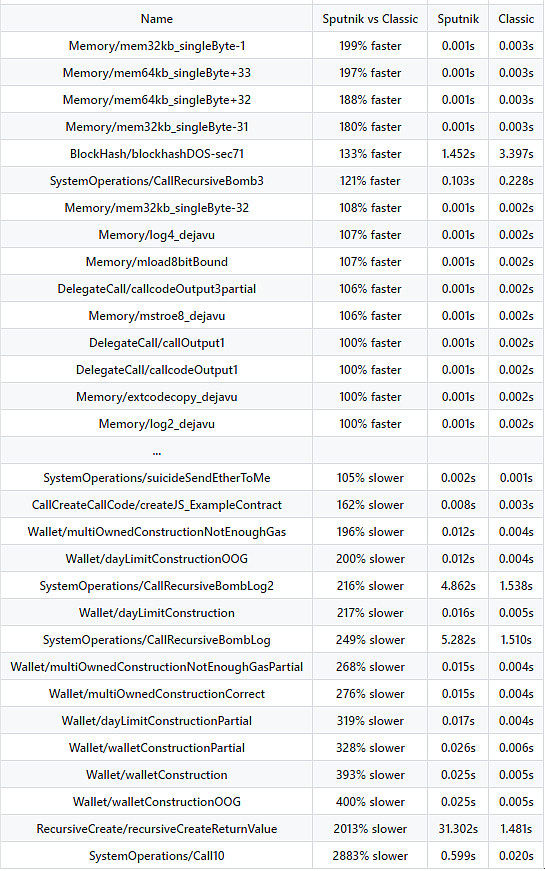 Name Sputnik vs Classic Sputnik Classic
Memory/mem32kb_singleByte-1 199% faster 0.001s 0.003s
Memory/mem64kb_singleByte+33 197% faster 0.001s 0.003s
Memory/mem64kb_singleByte+32 188% faster 0.001s 0.003s
Memory/mem32kb_singleByte-31 180% faster 0.001s 0.003s
BlockHash/blockhashDOS-sec71 133% faster 1.452s 3.397s
SystemOperations/CallRecursiveBomb3 121% faster 0.103s 0.228s
Memory/mem32kb_singleByte-32 108% faster 0.001s 0.002s
Memory/log4_dejavu 107% faster 0.001s 0.002s
Memory/mload8bitBound 107% faster 0.001s 0.002s
DelegateCall/callcodeOutput3partial 106% faster 0.001s 0.002s
Memory/mstroe8_dejavu 106% faster 0.001s 0.002s
DelegateCall/callOutput1 100% faster 0.001s 0.002s
DelegateCall/callcodeOutput1 100% faster 0.001s 0.002s
Memory/extcodecopy_dejavu 100% faster 0.001s 0.002s
Memory/log2_dejavu 100% faster 0.001s 0.002s
...
SystemOperations/suicideSendEtherToMe 105% slower 0.002s 0.001s
CallCreateCallCode/createJS_ExampleContract 162% slower 0.008s 0.003s
Wallet/multiOwnedConstructionNotEnoughGas 196% slower 0.012s 0.004s
Wallet/dayLimitConstructionOOG 200% slower 0.012s 0.004s
SystemOperations/CallRecursiveBombLog2 216% slower 4.862s 1.538s
Wallet/dayLimitConstruction 217% slower 0.016s 0.005s
SystemOperations/CallRecursiveBombLog 249% slower 5.282s 1.510s
Wallet/multiOwnedConstructionNotEnoughGasPartial 268% slower 0.015s 0.004s
Wallet/multiOwnedConstructionCorrect 276% slower 0.015s 0.004s
Wallet/dayLimitConstructionPartial 319% slower 0.017s 0.004s
Wallet/walletConstructionPartial 328% slower 0.026s 0.006s
Wallet/walletConstruction 393% slower 0.025s 0.005s
Wallet/walletConstructionOOG 400% slower 0.025s 0.005s
RecursiveCreate/recursiveCreateReturnValue 2013% slower 31.302s 1.481s
SystemOperations/Call10 2883% slower 0.599s 0.020s